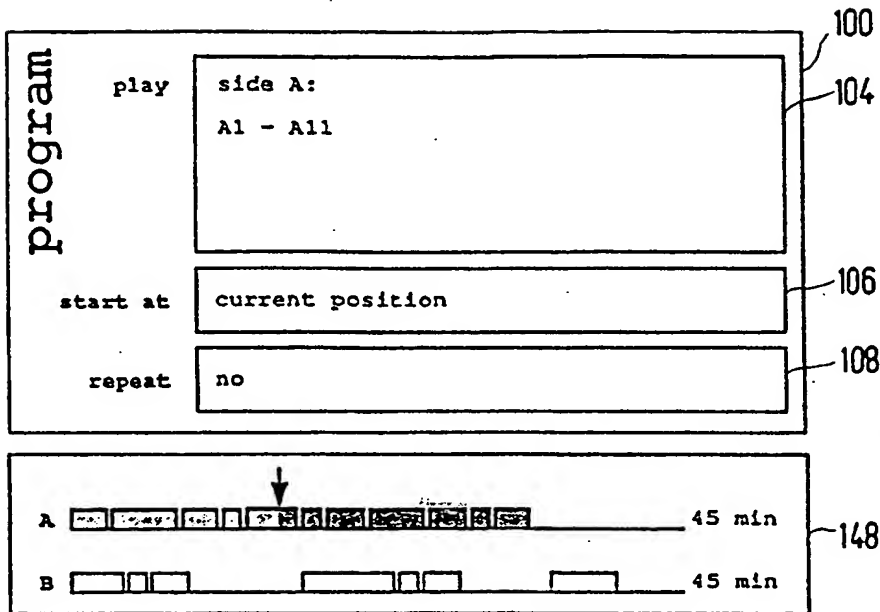 100
program
play
side A:
104
A1 - A11
start at
current position
106
repeat
no
108
A
45 min
148
B
45 min